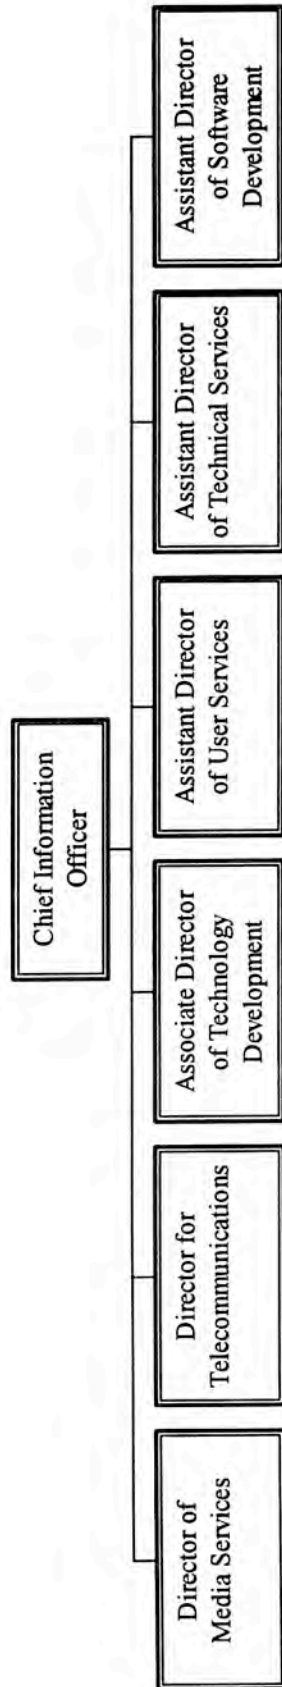 Chief Information
Officer
Director of
Media Services
Director for
Telecommunications
Associate Director
of Technology
Development
Assistant Director
of User Services
Assistant Director
of Technical Services
Assistant Director
of Software
Development